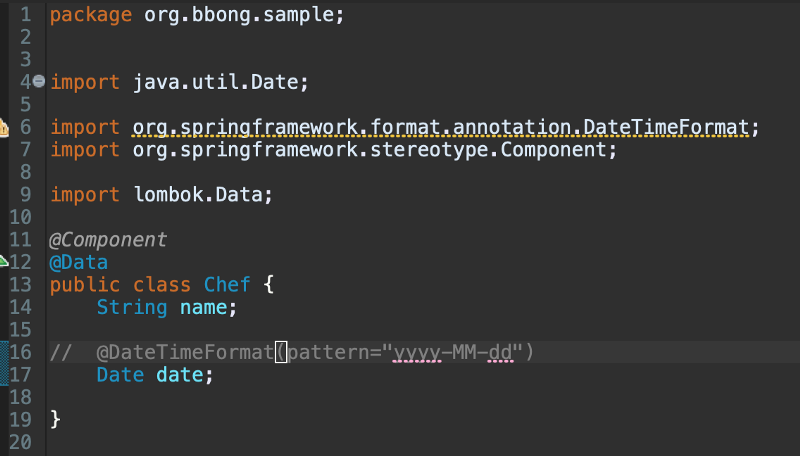 1 package org.bbong.sample;
2
3
4 import java.util.Date;
5
6 import org.springframework.format.annotation.DateTimeFormat;
7 import org.springframework.stereotype.Component;
8
9 import lombok.Data;
10
11 @Component
12 @Data
13 public class Chef {
14     String name;
15
16 //  @DateTimeFormat(pattern="yyyy-MM-dd")
17     Date date;
18
19 }
20